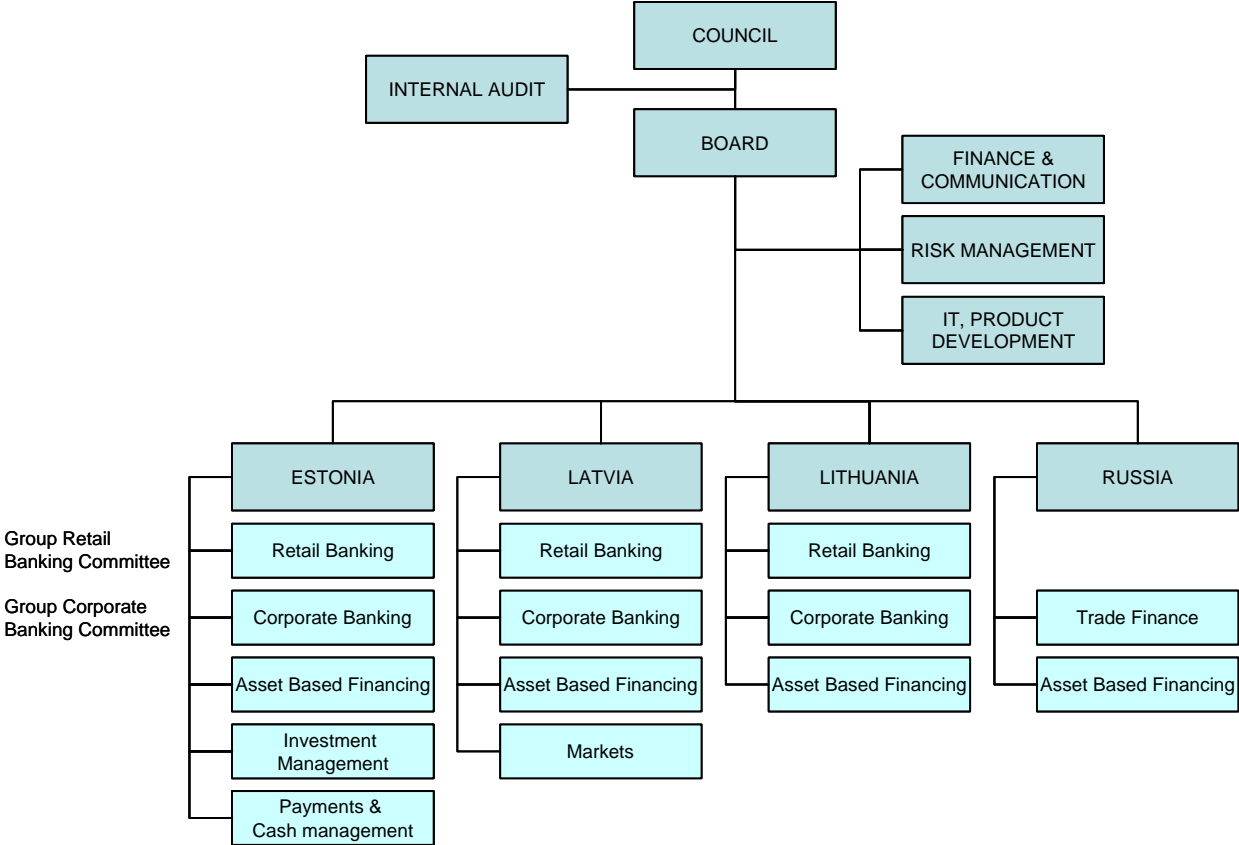 COUNCIL
INTERNAL AUDIT
BOARD
FINANCE &
COMMUNICATION
RISK MANAGEMENT
IT, PRODUCT
DEVELOPMENT
ESTONIA
LATVIA
LITHUANIA
RUSSIA
Group Retail
Banking Committee
Retail Banking
Retail Banking
Retail Banking
Group Corporate
Banking Committee
Corporate Banking
Corporate Banking
Corporate Banking
Trade Finance
Asset Based Financing
Asset Based Financing
Asset Based Financing
Asset Based Financing
Investment
Management
Markets
Payments &
Cash management